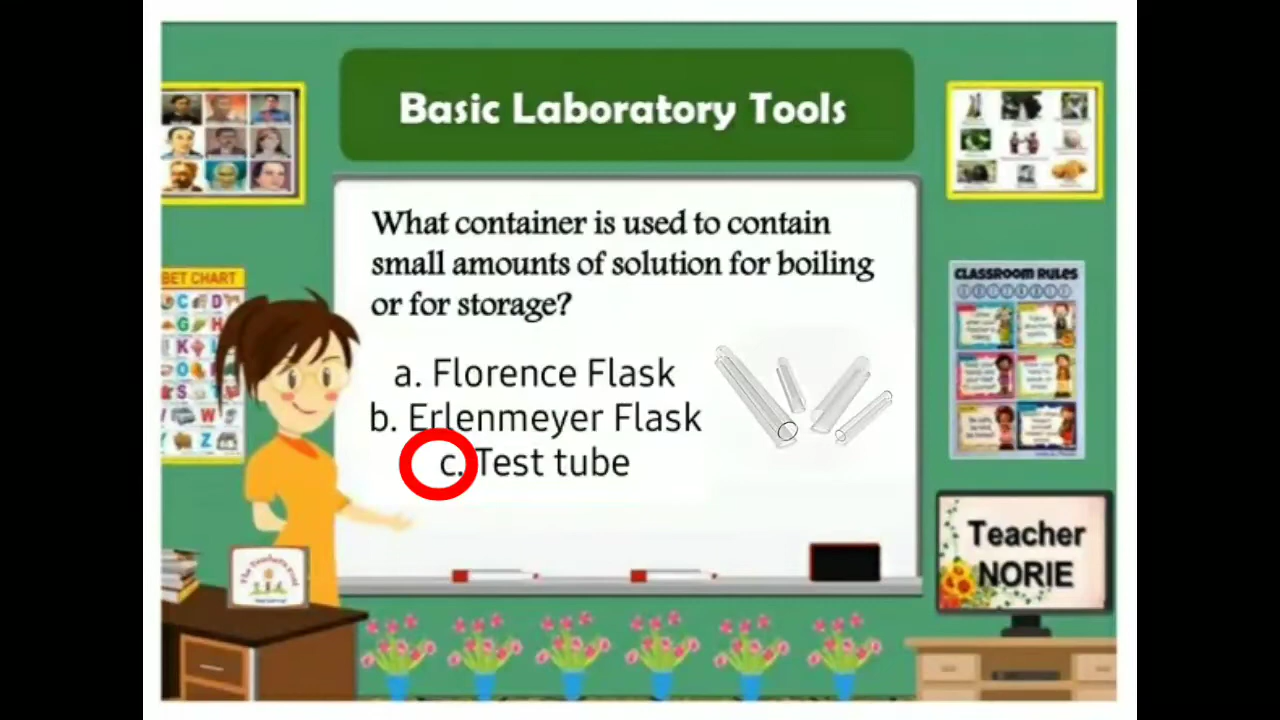 Basic Laboratory Tools
What container is used to contain
small amounts of solution for boiling
or for storage?
a. Florence Flask
b. Erlenmeyer Flask
c. Test tube
BET CHART
C D
G H
K L
O
S T
W
Z
CLASSROOM RULES
Teacher
NORIE